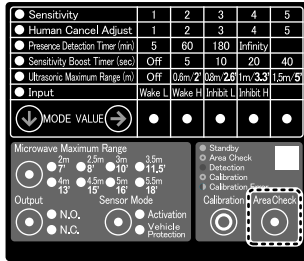 Sensitivity 1 2 3 4 5
Human Cancel Adjust 1 2 3 4 5
Presence Detection Timer (min) 5 60 180 Infinity
Sensitivity Boost Timer (sec) Off 5 10 20 40
Ultrasonic Maximum Range (m) Off 0.6m/2' 0.8m/2.6' 1m/3.3' 1.5m/5'
Input Wake L Wake H Inhibit L Inhibit H
MODE VALUE
Microwave Maximum Range
2m 2.5m 3m 3.5m
7' 8' 10' 11.5'
4m 4.5m 5m 5.5m
13' 15' 16' 18'
Output Sensor Mode
N.O. Activation
N.O. Vehicle Protection
Standby
Area Check
Detection
Calibration
Calibration
Calibration Area Check